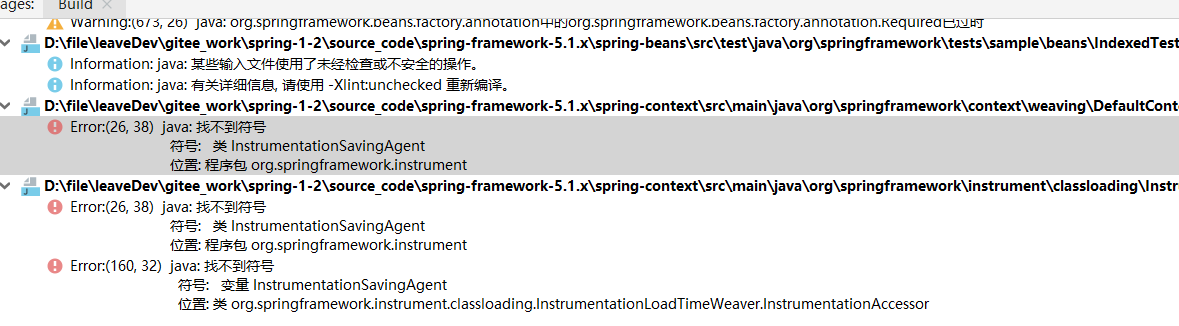 ages: Build ×
Warning:(673, 26) java: org.springframework.beans.factory.annotation中的org.springframework.beans.factory.annotation.Required已过时
D:\file\leaveDev\gitee_work\spring-1-2\source_code\spring-framework-5.1.x\spring-beans\src\test\java\org\springframework\tests\sample\beans\IndexedTest
Information: java: 某些输入文件使用了未经检查或不安全的操作。
Information: java: 有关详细信息, 请使用 -Xlint:unchecked 重新编译。
D:\file\leaveDev\gitee_work\spring-1-2\source_code\spring-framework-5.1.x\spring-context\src\main\java\org\springframework\context\weaving\DefaultConte
Error:(26, 38) java: 找不到符号
符号: 类 InstrumentationSavingAgent
位置: 程序包 org.springframework.instrument
D:\file\leaveDev\gitee_work\spring-1-2\source_code\spring-framework-5.1.x\spring-context\src\main\java\org\springframework\instrument\classloading\Instr
Error:(26, 38) java: 找不到符号
符号: 类 InstrumentationSavingAgent
位置: 程序包 org.springframework.instrument
Error:(160, 32) java: 找不到符号
符号: 变量 InstrumentationSavingAgent
位置: 类 org.springframework.instrument.classloading.InstrumentationLoadTimeWeaver.InstrumentationAccessor